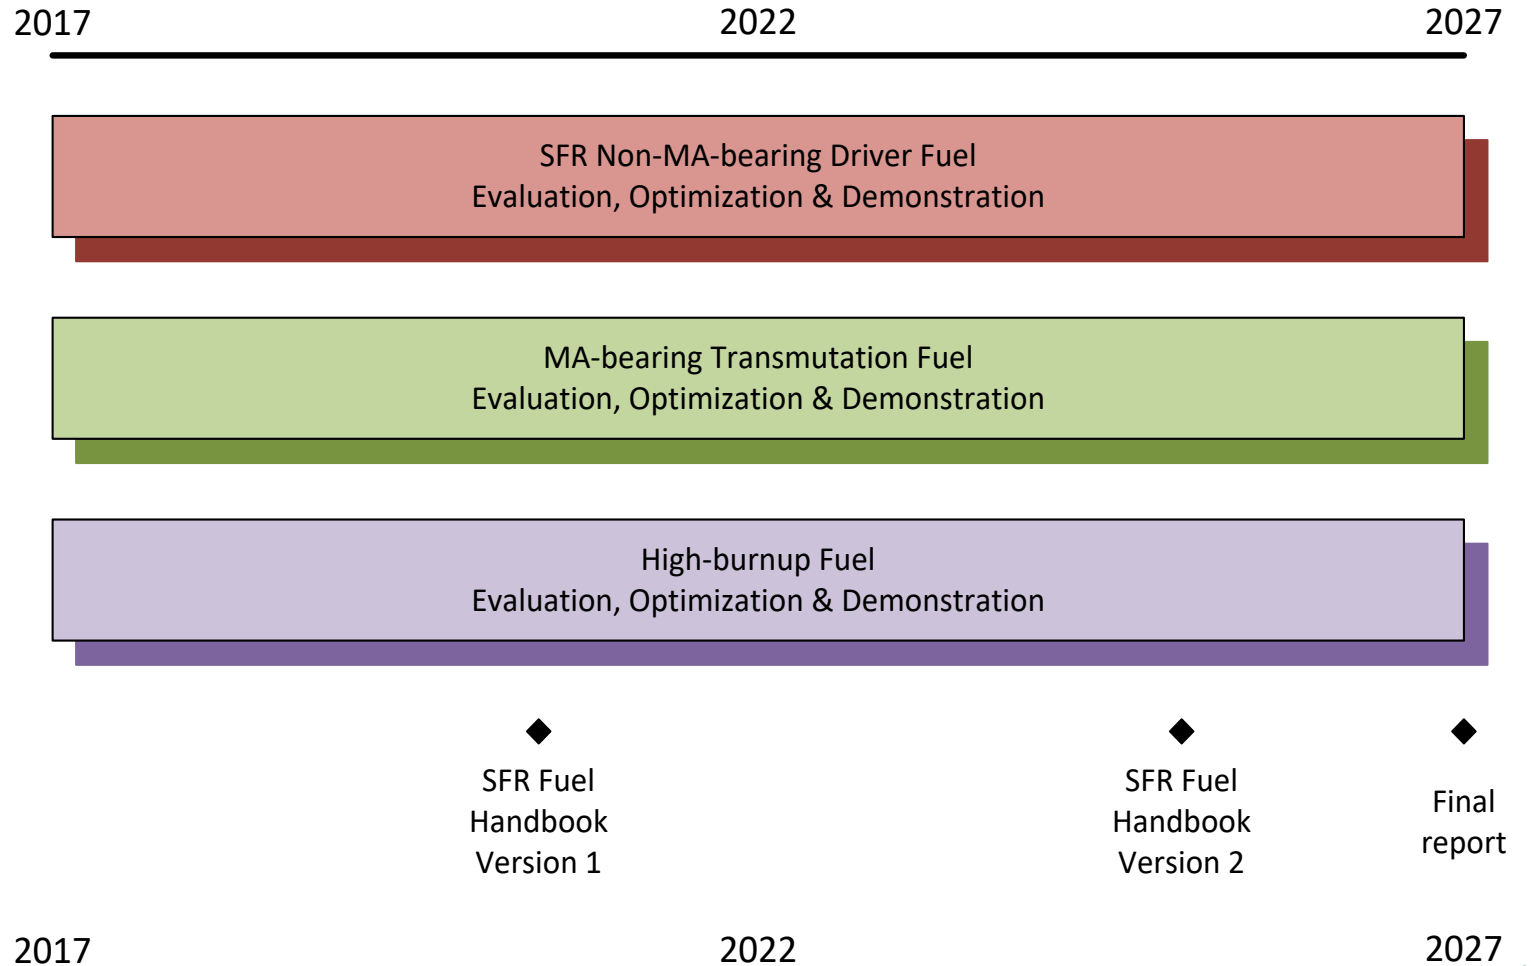 2017
2022
2027
SFR Non-MA-bearing Driver Fuel
Evaluation, Optimization & Demonstration
MA-bearing Transmutation Fuel
Evaluation, Optimization & Demonstration
High-burnup Fuel
Evaluation, Optimization & Demonstration
SFR Fuel
Handbook
Version 1
SFR Fuel
Handbook
Version 2
Final
report
2017
2022
2027